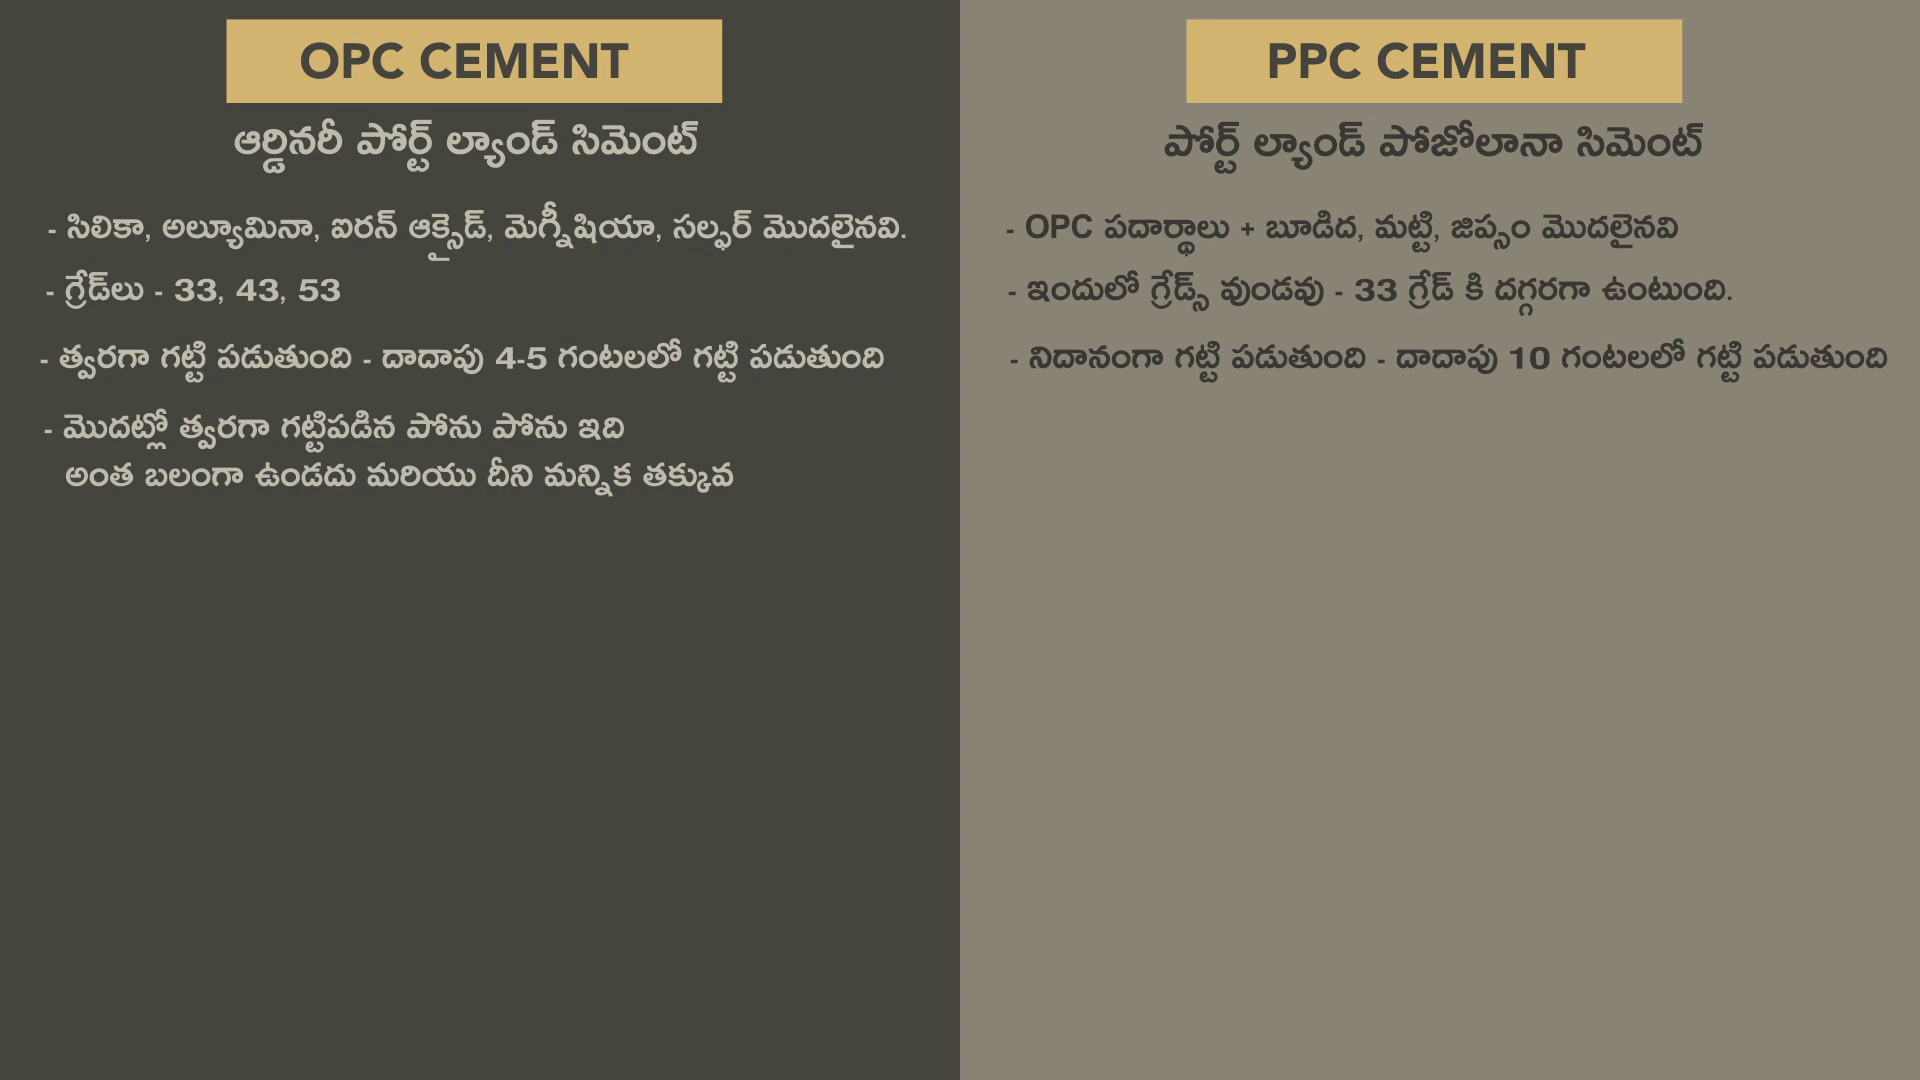 OPC CEMENT
ఆర్డినరీ పోర్ట్ ల్యాండ్ సిమెంట్
- సిలికా, అల్యూమినా, ఐరన్ ఆక్సైడ్, మెగ్నీషియా, సల్ఫర్ మొదలైనవి.
- గ్రేడ్‌లు - 33, 43, 53
- త్వరగా గట్టి పడుతుంది - దాదాపు 4-5 గంటలలో గట్టి పడుతుంది
- మొదట్లో త్వరగా గట్టిపడిన పోను పోను ఇది
అంత బలంగా ఉండదు మరియు దీని మన్నిక తక్కువ
PPC CEMENT
పోర్ట్ ల్యాండ్ పోజోలానా సిమెంట్
- OPC పదార్థాలు + బూడిద, మట్టి, జిప్సం మొదలైనవి
- ఇందులో గ్రేడ్స్ వుండవు - 33 గ్రేడ్ కి దగ్గరగా ఉంటుంది.
- నిదానంగా గట్టి పడుతుంది - దాదాపు 10 గంటలలో గట్టి పడుతుంది